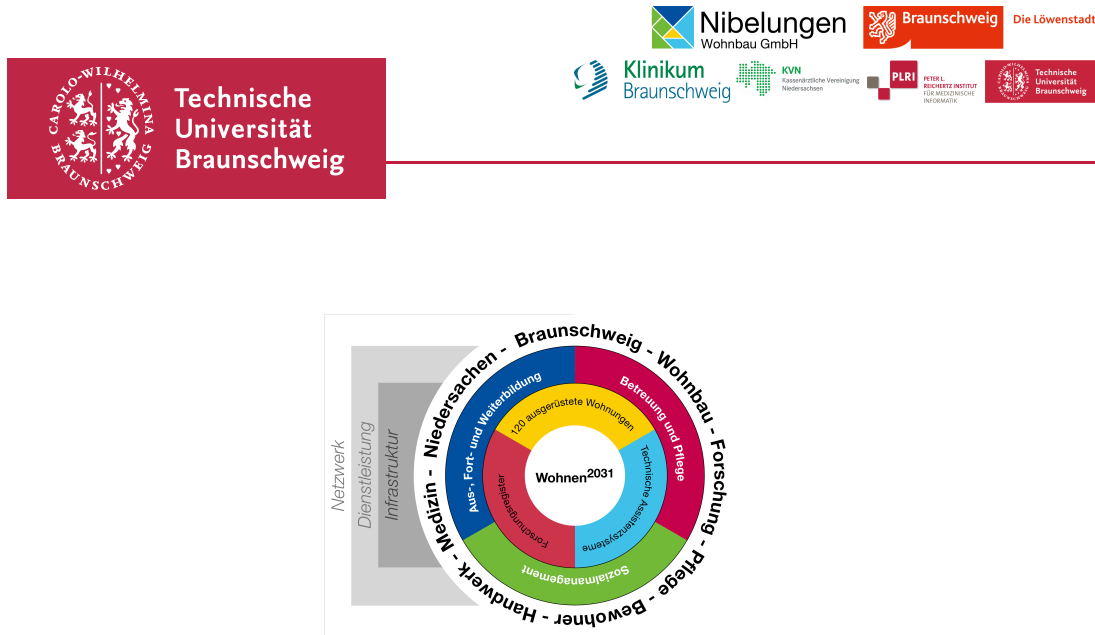 Nibelungen
Wohnbau GmbH
Braunschweig
Die Löwenstadt
Klinikum
Braunschweig
KVN
Kassenärztliche Vereinigung
Niedersachsen
PLRI
PETER L.
REICHERTZ INSTITUT
FÜR MEDIZINISCHE
INFORMATIK
Technische
Universität
Braunschweig
CAROLO-WILHELMINA
BRAUNSCHWEIG
Technische
Universität
Braunschweig
Netzwerk
Dienstleistung
Infrastruktur
Niedersachen - Braunschweig - Wohnbau - Forschung - Pflege - Bewohner - Handwerk - Medizin -
Aus-, Fort- und Weiterbildung
Betreuung und Pflege
Sozialmanagement
120 ausgerüstete Wohnungen
Technische Assistenzsysteme
Forschungsregister
Wohnen2031